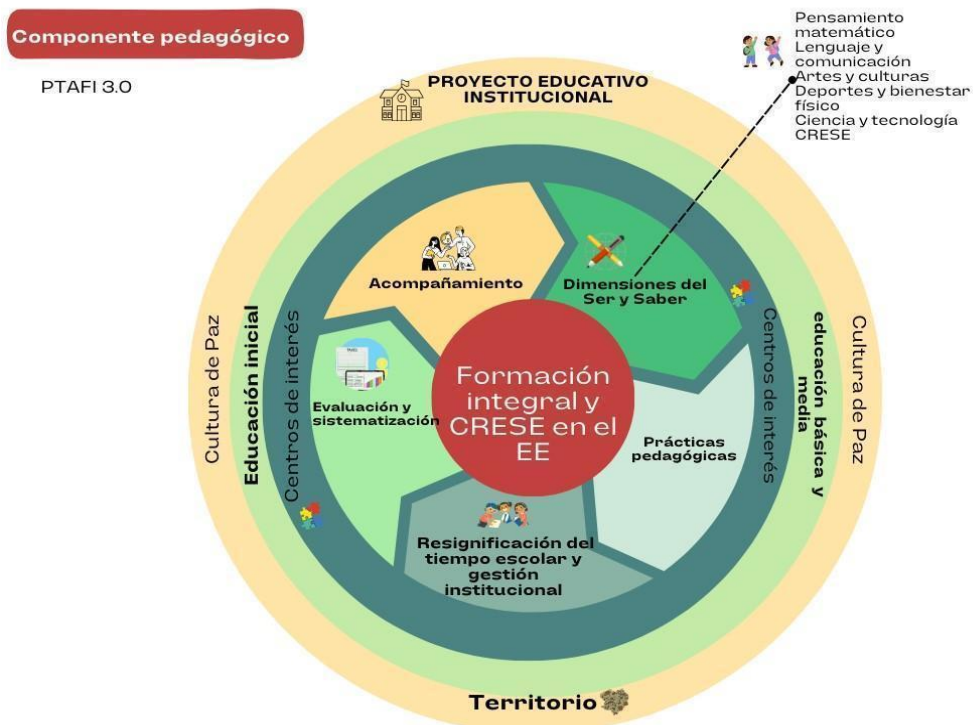 Componente pedagógico
PTAFI 3.0
Pensamiento
matemático
Lenguaje y
comunicación
Artes y culturas
Deportes y bienestar
físico
Ciencia y tecnología
CRESE
PROYECTO EDUCATIVO
INSTITUCIONAL
Acompañamiento
Dimensiones del
Ser y Saber
Cultura de Paz
Educación inicial
Centros de interés
Evaluación y
sistematización
Formación
integral y
CRESE en el
EE
Prácticas
pedagógicas
Centros de interés
educación básica y
media
Cultura de Paz
Resignificación del
tiempo escolar y
gestión
institucional
Territorio